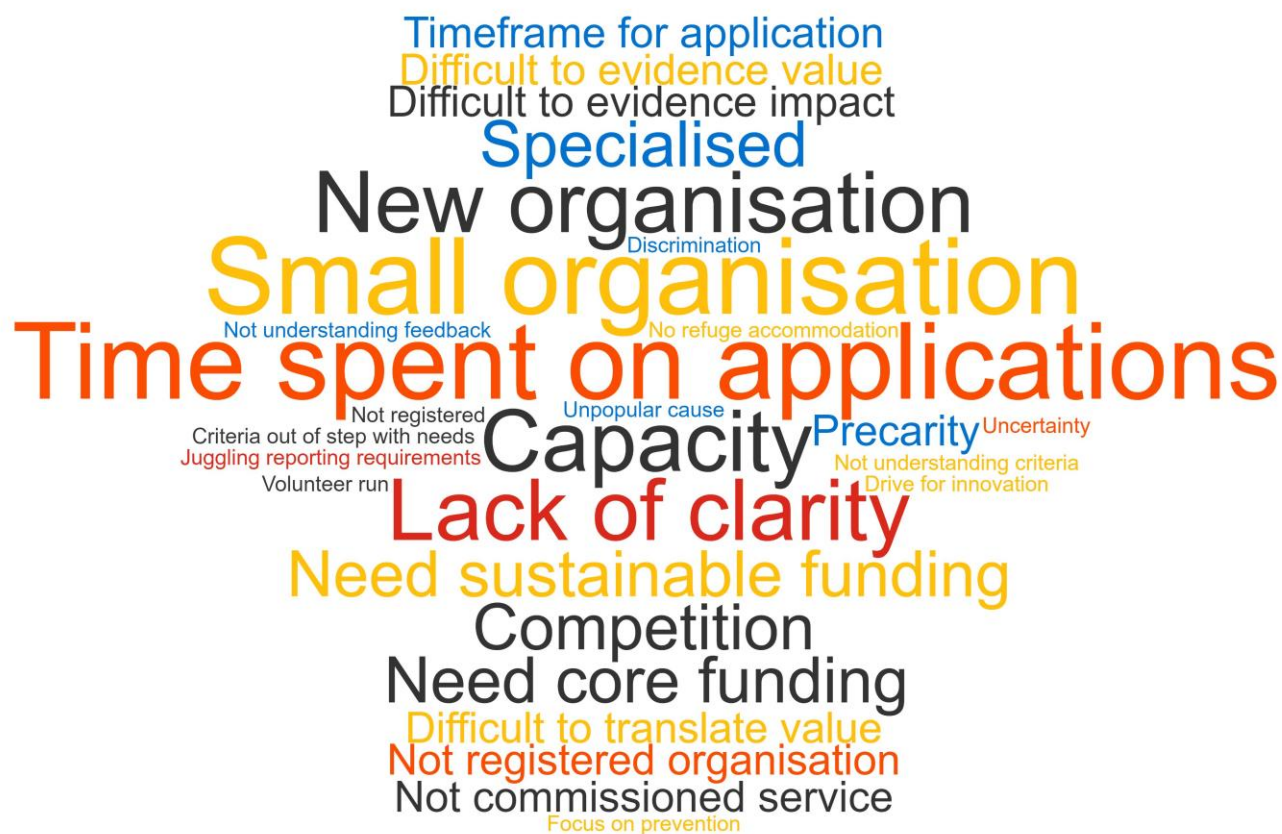 Timeframe for application
Difficult to evidence value
Difficult to evidence impact
Specialised
New organisation
Discrimination
Small organisation
Not understanding feedback
No refuge accommodation
Time spent on applications
Not registered
Unpopular cause
Criteria out of step with needs
Capacity
Precarity
Uncertainty
Juggling reporting requirements
Not understanding criteria
Volunteer run
Drive for innovation
Lack of clarity
Need sustainable funding
Competition
Need core funding
Difficult to translate value
Not registered organisation
Not commissioned service
Focus on prevention